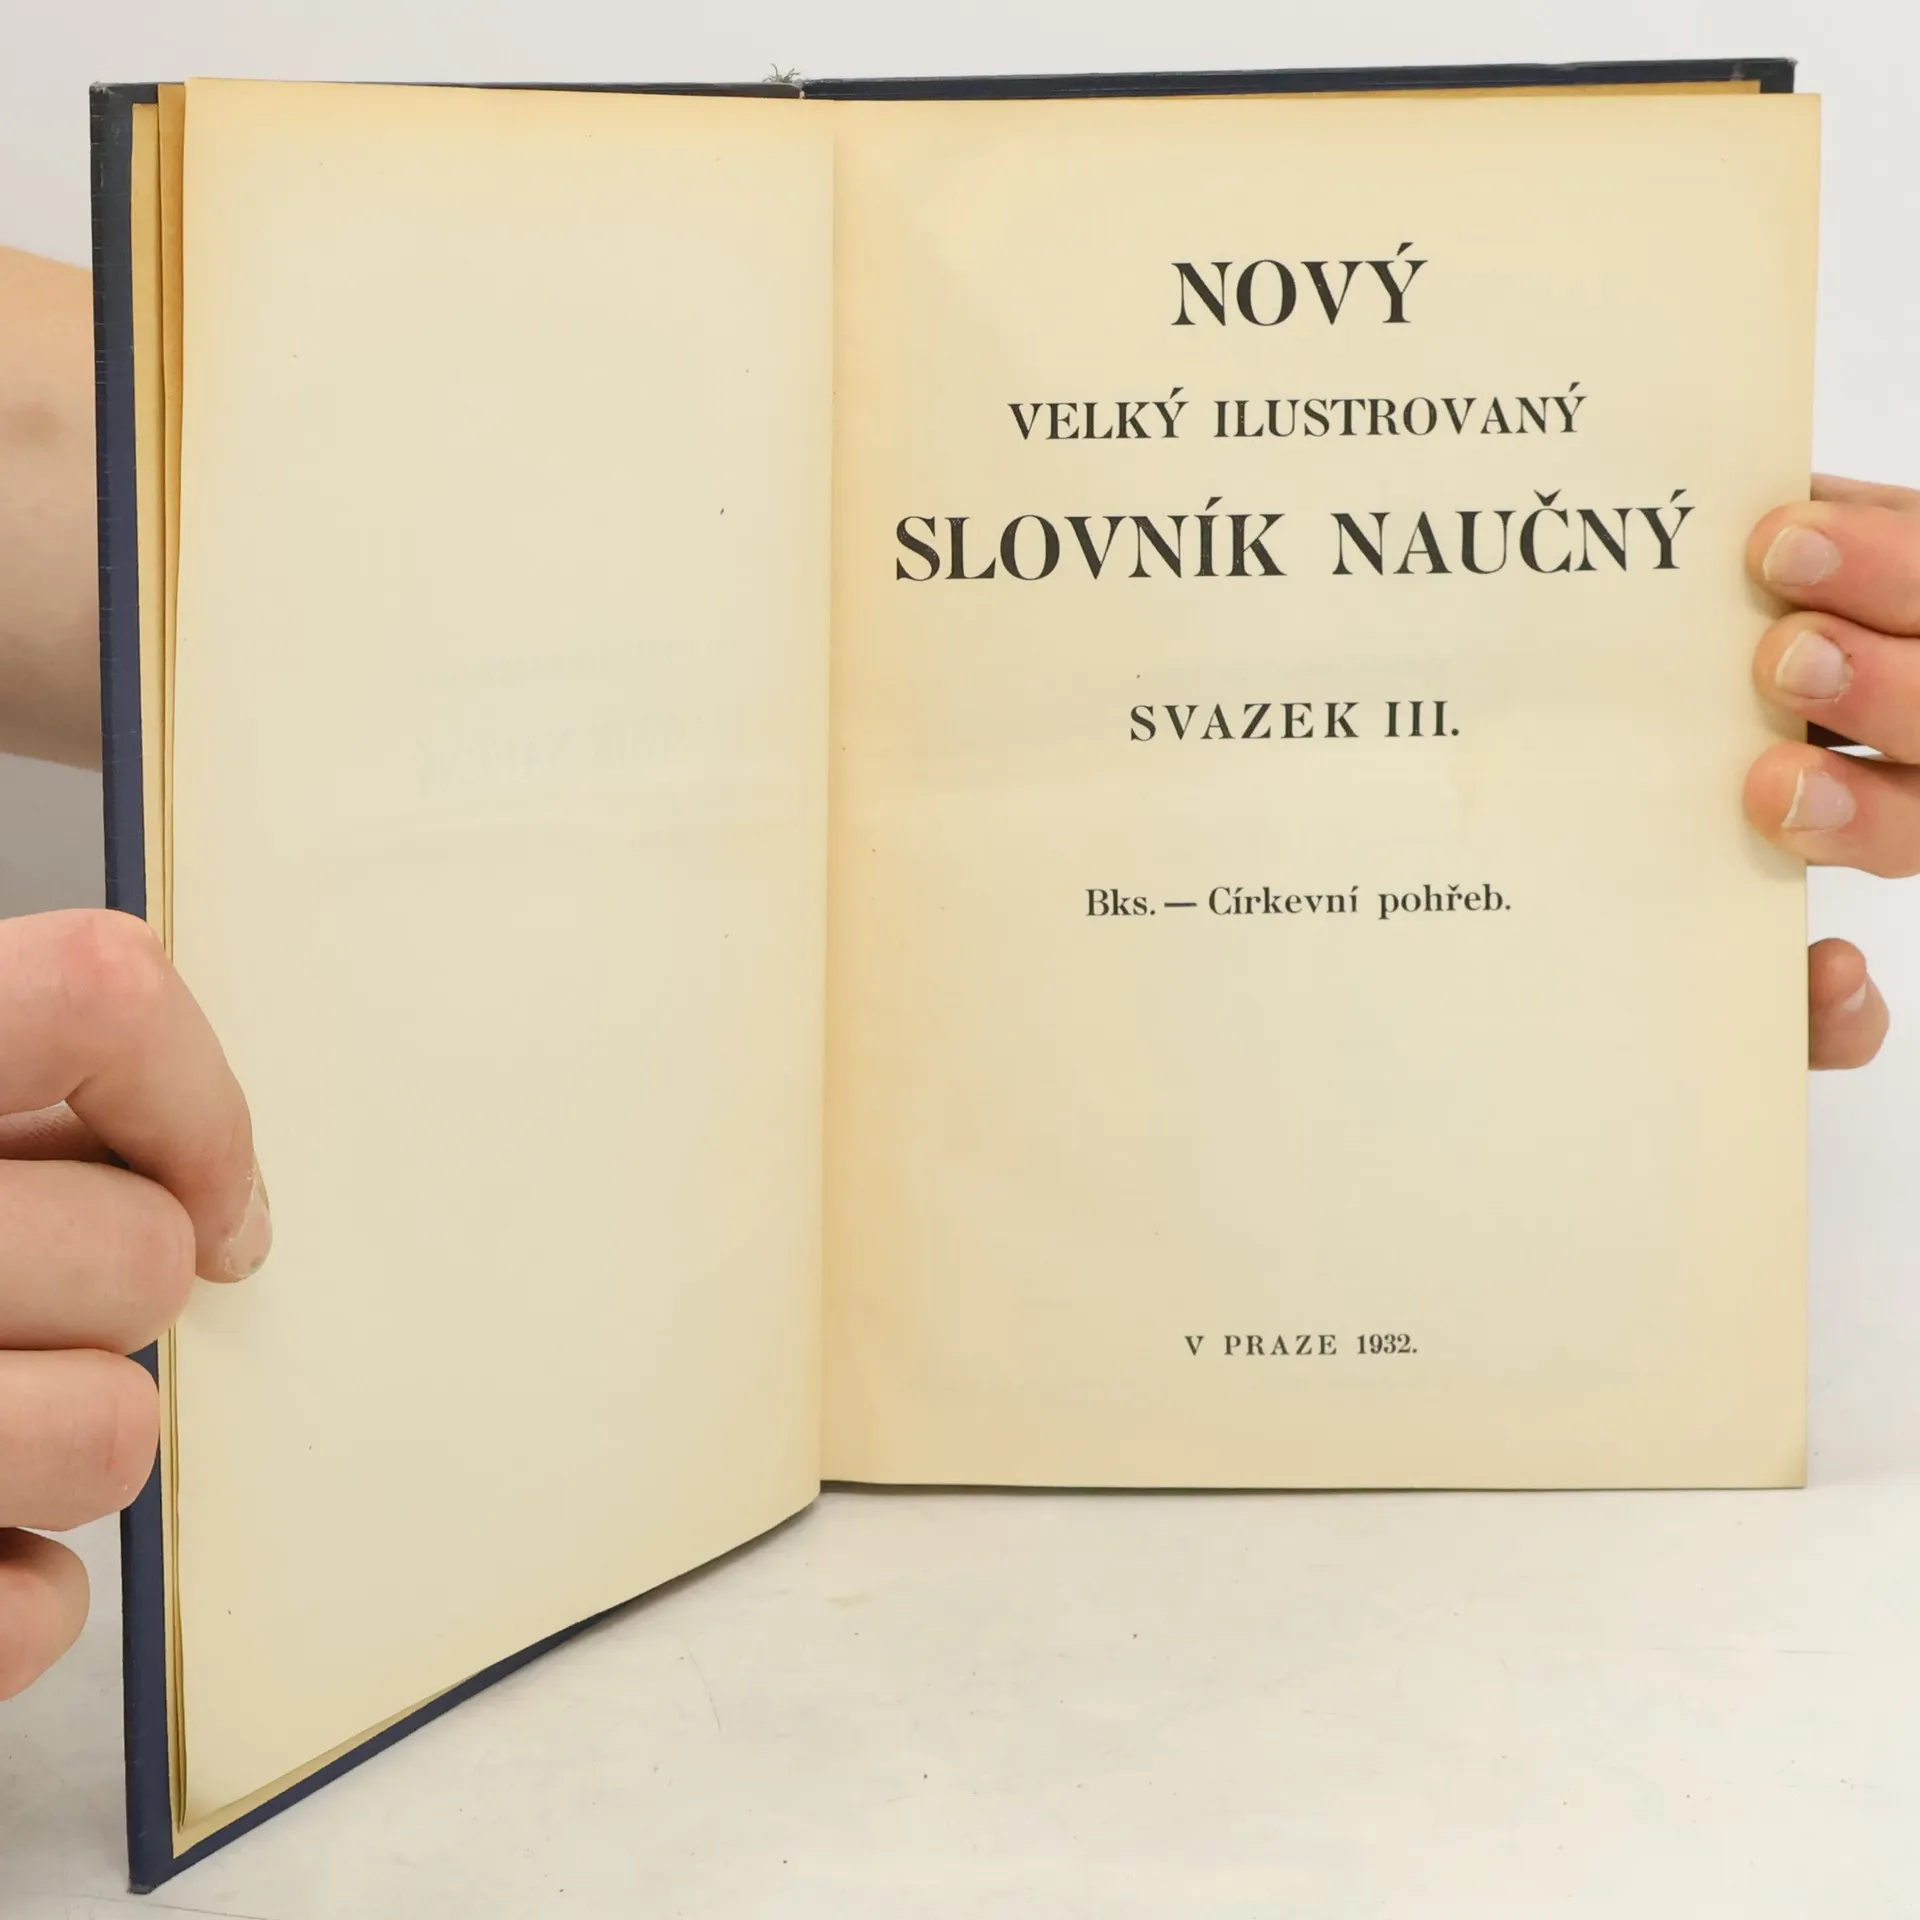 NOVÝ
VELKÝ ILUSTROVANÝ
SLOVNÍK NAUČNÝ
SVAZEK III.
Bks. — Církevní pohřeb.
V PRAZE 1932.